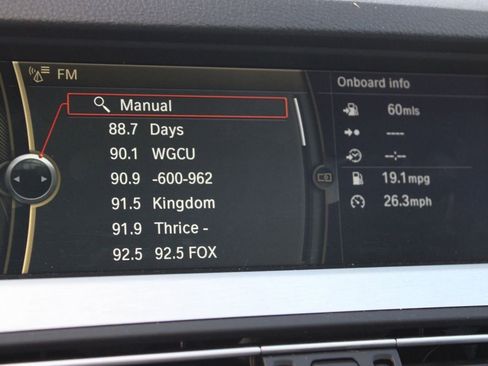 FM
Manual
88.7 Days
90.1 WGCU
90.9 -600-962
91.5 Kingdom
91.9 Thrice -
92.5 92.5 FOX
Onboard info
60mls
----
--:--
19.1mpg
26.3mph